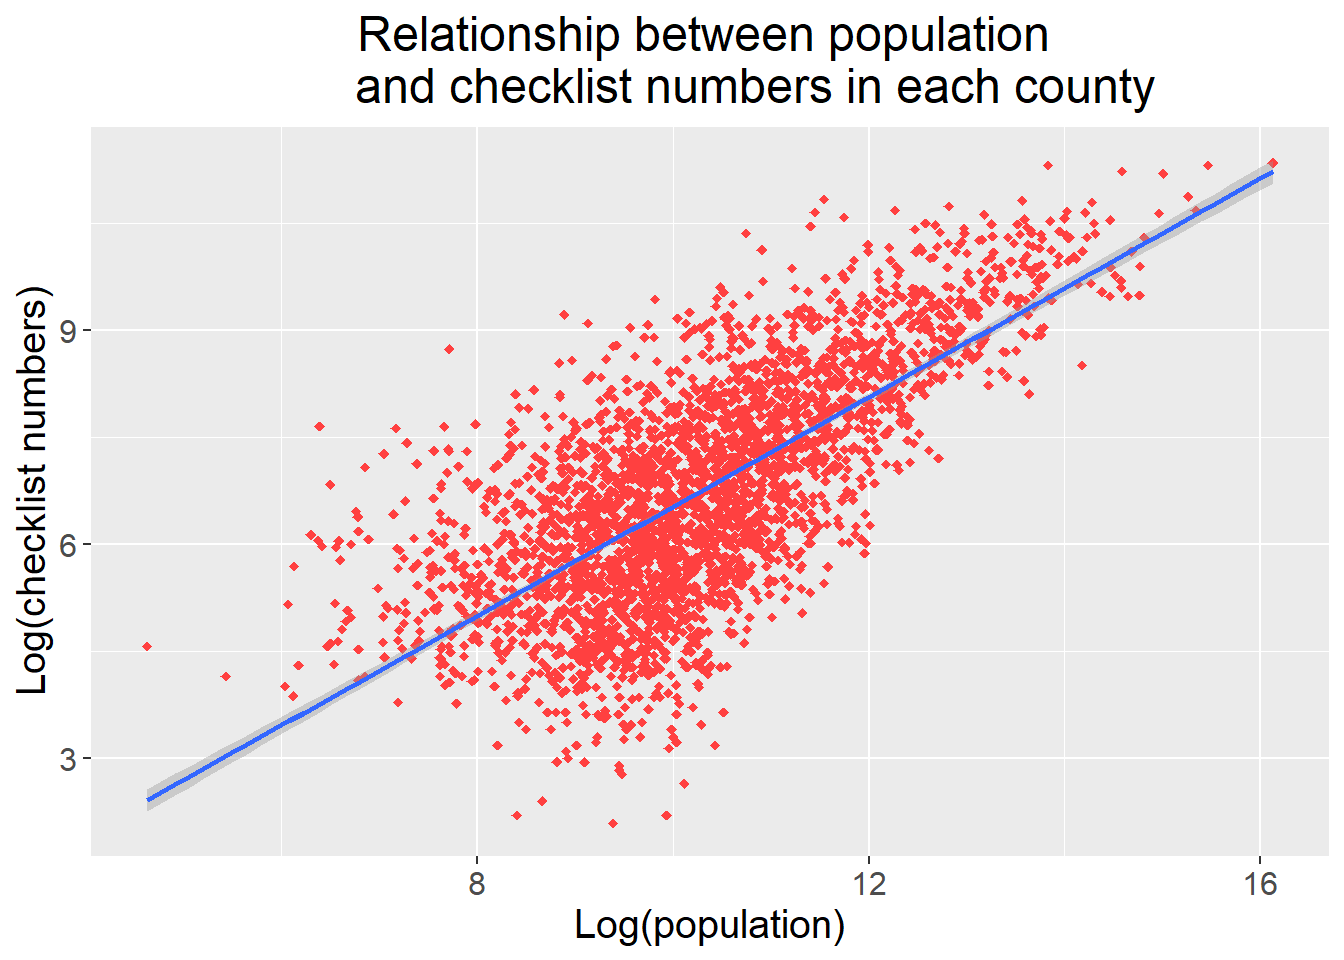 Relationship between population
and checklist numbers in each county
Log(checklist numbers)
9
6
3
8
12
16
Log(population)